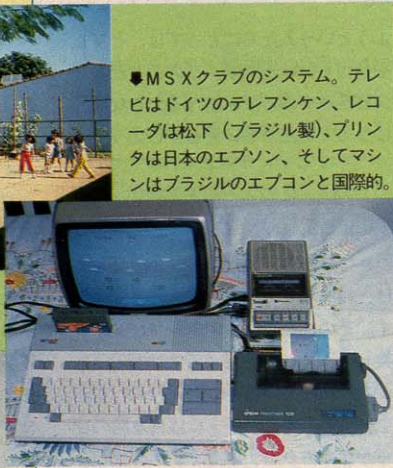 ⬇MSXクラブのシステム。テレ
ビはドイツのテレフンケン、レコ
ーダは松下（ブラジル製）、プリン
タは日本のエプソン、そしてマシ
ンはブラジルのエプコンと国際的。